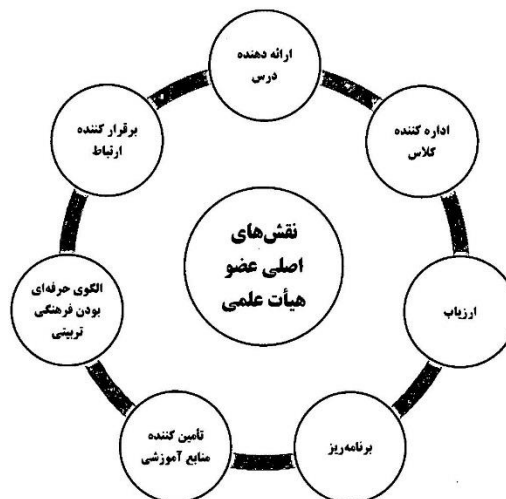 ارائه دهنده
درس
اداره کننده
کلاس
ارزیاب
برنامه‌ریز
تأمین کننده
منابع آموزشی
الگوی حرفه‌ای
بودن فرهنگی
تربیتی
برقرار کننده
ارتباط
نقش‌های
اصلی عضو
هیأت علمی